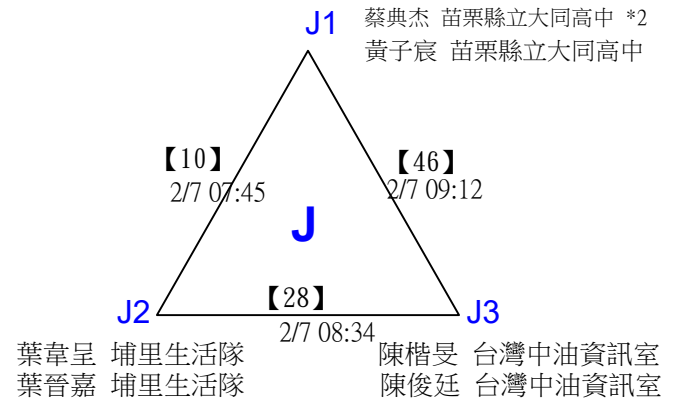 J1
蔡典杰 苗栗縣立大同高中 *2
黃子宸 苗栗縣立大同高中
【10】
2/7 07:45
【46】
2/7 09:12
J
【28】
2/7 08:34
J2
J3
葉韋呈 埔里生活隊
葉晉嘉 埔里生活隊
陳楷旻 台灣中油資訊室
陳俊廷 台灣中油資訊室